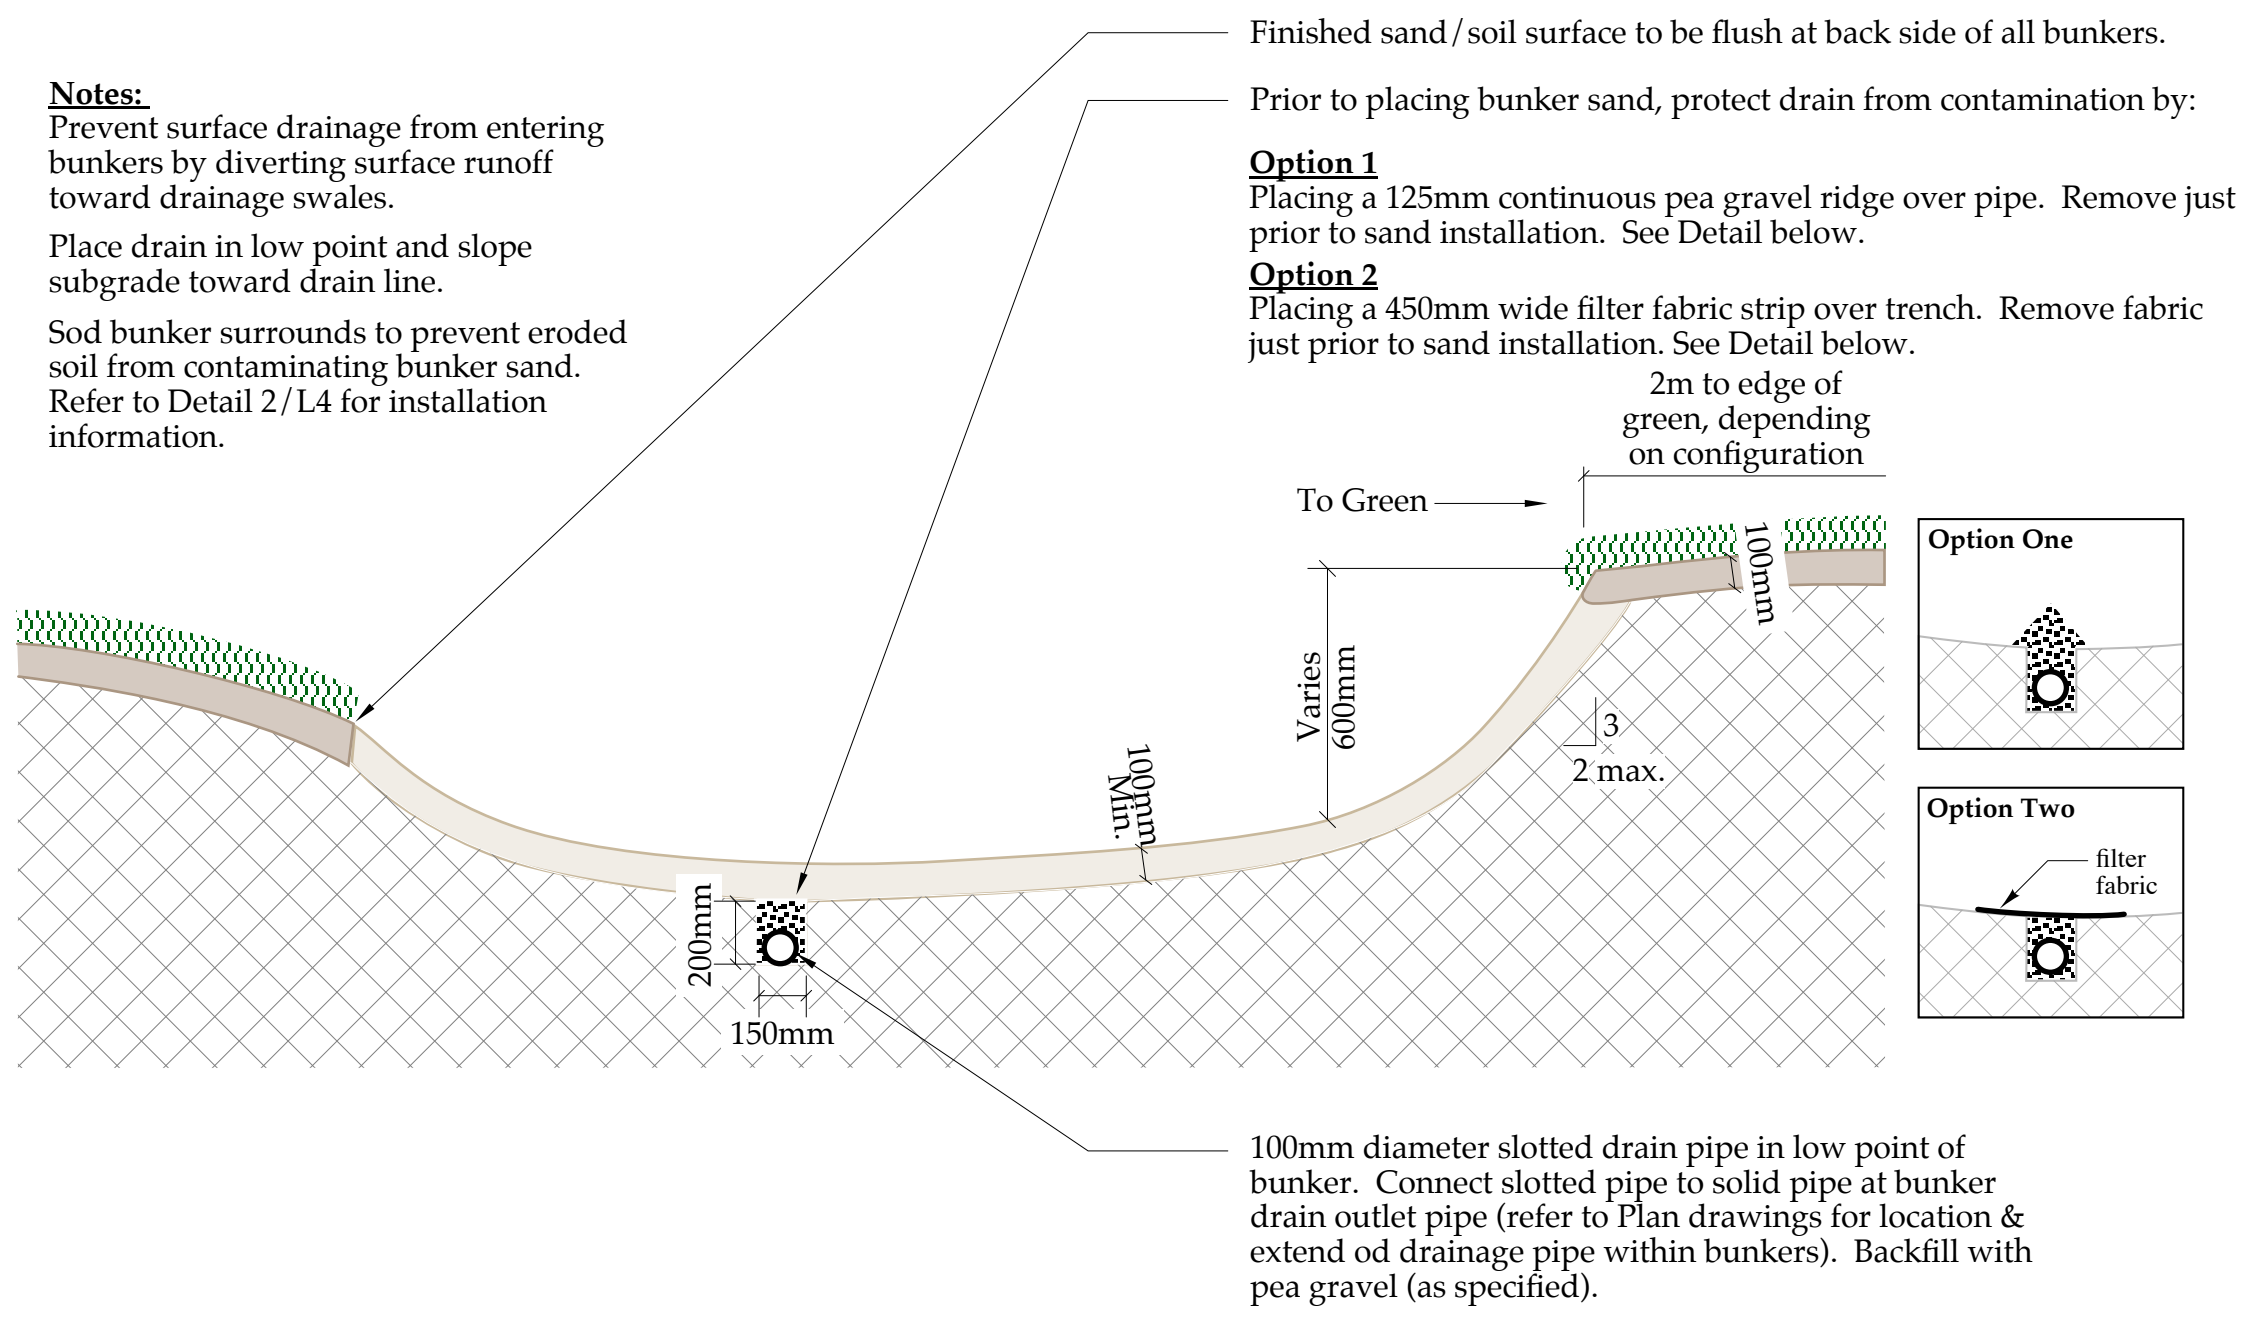 Finished sand/soil surface to be flush at back side of all bunkers.
Prior to placing bunker sand, protect drain from contamination by:
Option 1
Placing a 125mm continuous pea gravel ridge over pipe.  Remove just
prior to sand installation.  See Detail below.
Option 2
Placing a 450mm wide filter fabric strip over trench.  Remove fabric
just prior to sand installation. See Detail below.
Notes:
Prevent surface drainage from entering
bunkers by diverting surface runoff
toward drainage swales.
Place drain in low point and slope
subgrade toward drain line.
Sod bunker surrounds to prevent eroded
soil from contaminating bunker sand.
Refer to Detail 2/L4 for installation
information.
2m to edge of
green, depending
on configuration
To Green
100mm
Varies
600mm
3
2 max.
100mm
Min.
200mm
150mm
Option One
Option Two
filter
fabric
100mm diameter slotted drain pipe in low point of
bunker.  Connect slotted pipe to solid pipe at bunker
drain outlet pipe (refer to Plan drawings for location &
extend od drainage pipe within bunkers).  Backfill with
pea gravel (as specified).